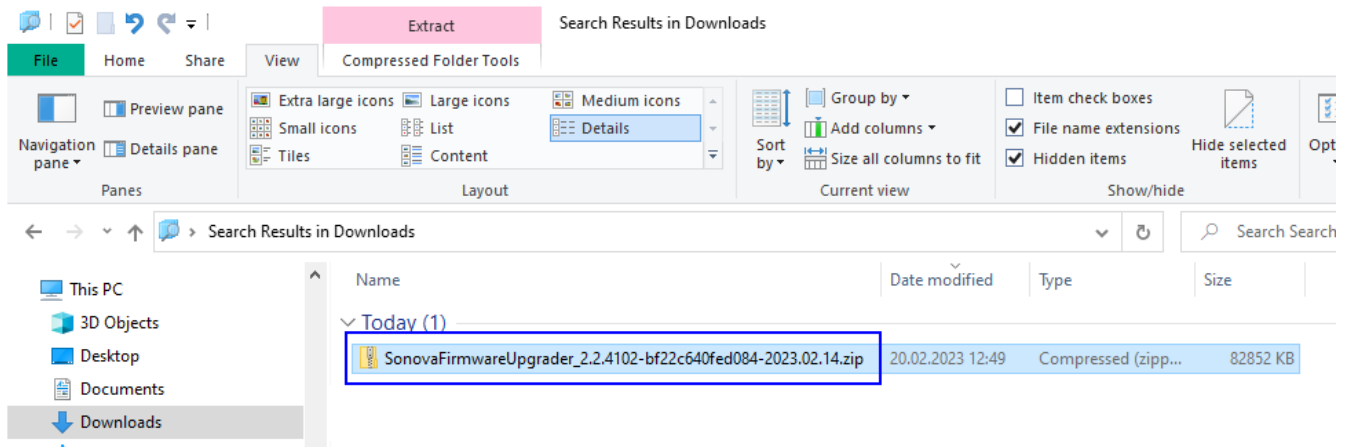 Extract
Search Results in Downloads
File
Home
Share
View
Compressed Folder Tools
Navigation pane
Preview pane
Details pane
Panes
Extra large icons
Large icons
Medium icons
Small icons
List
Details
Tiles
Content
Layout
Sort by
Group by
Add columns
Size all columns to fit
Current view
Item check boxes
File name extensions
Hidden items
Hide selected items
Show/hide
Opt
Search Results in Downloads
Search Search
This PC
3D Objects
Desktop
Documents
Downloads
Name
Date modified
Type
Size
Today (1)
SonovaFirmwareUpgrader_2.2.4102-bf22c640fed084-2023.02.14.zip
20.02.2023 12:49
Compressed (zipp...
82852 KB